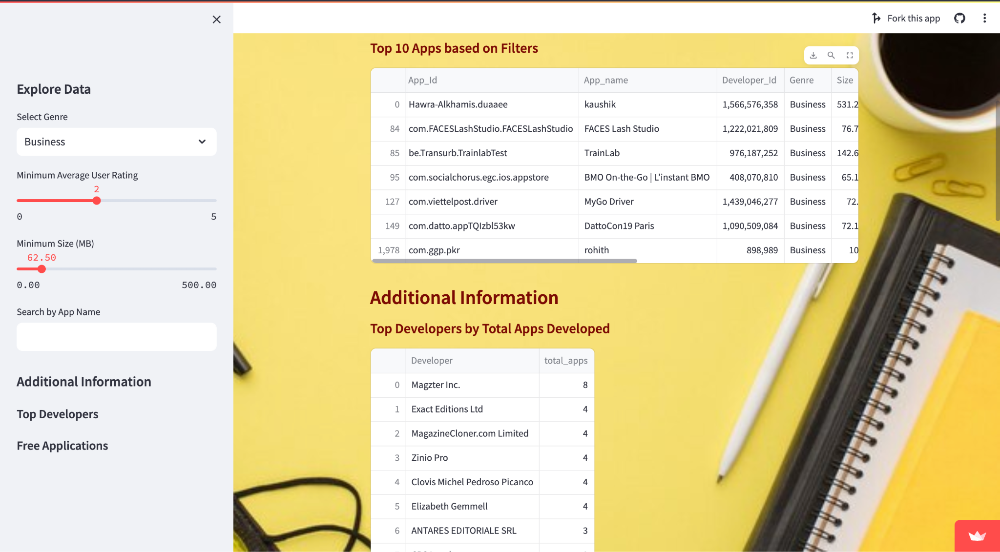 Fork this app
Explore Data
Select Genre
Business
Minimum Average User Rating
2
0 5
Minimum Size (MB)
62.50
0.00 500.00
Search by App Name
Additional Information
Top Developers
Free Applications
Top 10 Apps based on Filters
App_Id App_name Developer_Id Genre Size
0 Hawra-Alkhamis.duaaee kaushik 1,566,576,358 Business 531.2
84 com.FACESLashStudio.FACESLashStudio FACES Lash Studio 1,222,021,809 Business 76.7
85 be.Transurb.TrainlabTest TrainLab 976,187,252 Business 142.6
95 com.socialchorus.egc.ios.appstore BMO On-the-Go | L’instant BMO 408,070,810 Business 65.1
127 com.viettelpost.driver MyGo Driver 1,439,046,277 Business 72.
149 com.datto.appTQIzbl53kw DattoCon19 Paris 1,090,509,084 Business 72.1
1,978 com.ggp.pkr rohith 898,989 Business 10
Additional Information
Top Developers by Total Apps Developed
Developer total_apps
0 Magzter Inc. 8
1 Exact Editions Ltd 4
2 MagazineCloner.com Limited 4
3 Zinio Pro 4
4 Clovis Michel Pedroso Picanco 4
5 Elizabeth Gemmell 4
6 ANTARES EDITORIALE SRL 3